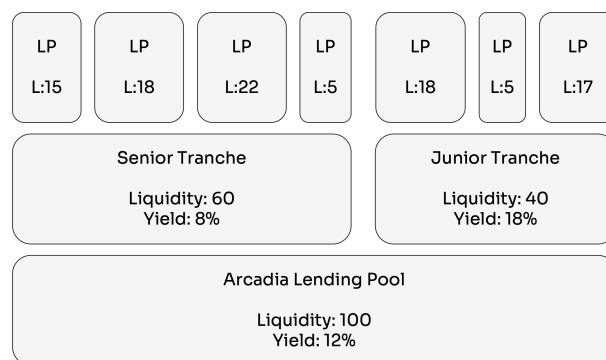 LP
L:15
LP
L:18
LP
L:22
LP
L:5
LP
L:18
LP
L:5
LP
L:17
Senior Tranche
Liquidity: 60
Yield: 8%
Junior Tranche
Liquidity: 40
Yield: 18%
Arcadia Lending Pool
Liquidity: 100
Yield: 12%